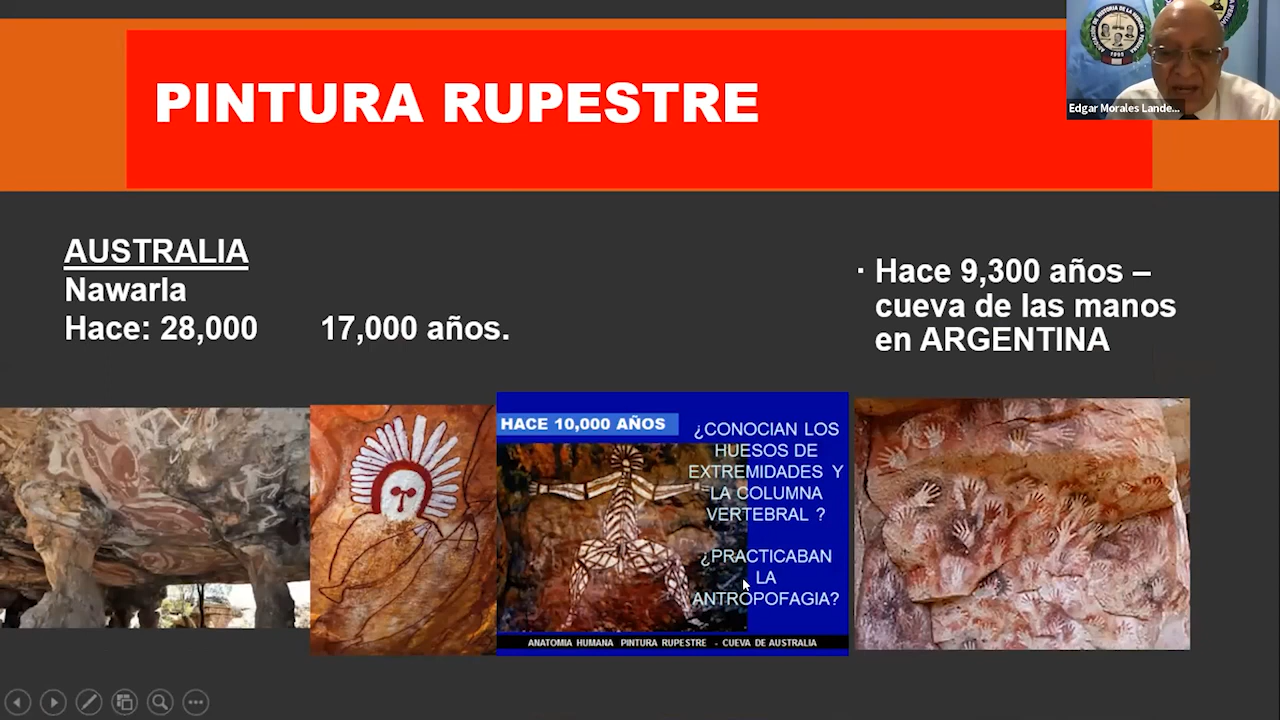 PINTURA RUPESTRE
Edgar Morales Lande...
AUSTRALIA
Nawarla
Hace: 28,000 17,000 años.
· Hace 9,300 años –
cueva de las manos
en ARGENTINA
HACE 10,000 AÑOS
¿CONOCIAN LOS
HUESOS DE
EXTREMIDADES Y
LA COLUMNA
VERTEBRAL ?
¿PRACTICABAN
LA
ANTROPOFAGIA?
ANATOMIA HUMANA PINTURA RUPESTRE - CUEVA DE AUSTRALIA